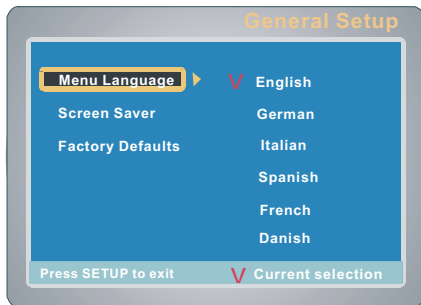 General Setup
Menu Language V English
Screen Saver German
Factory Defaults Italian
Spanish
French
Danish
Press SETUP to exit V Current selection